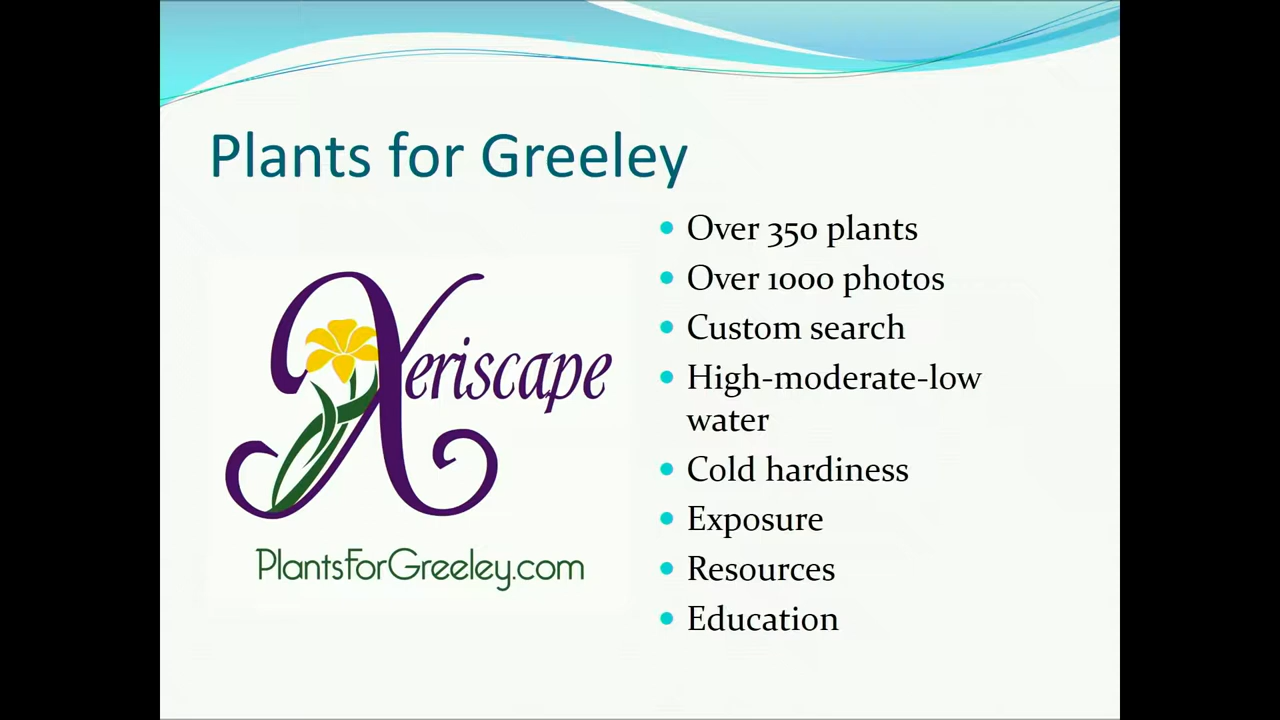 Plants for Greeley
Xeriscape
PlantsForGreeley.com
Over 350 plants
Over 1000 photos
Custom search
High-moderate-low
water
Cold hardiness
Exposure
Resources
Education